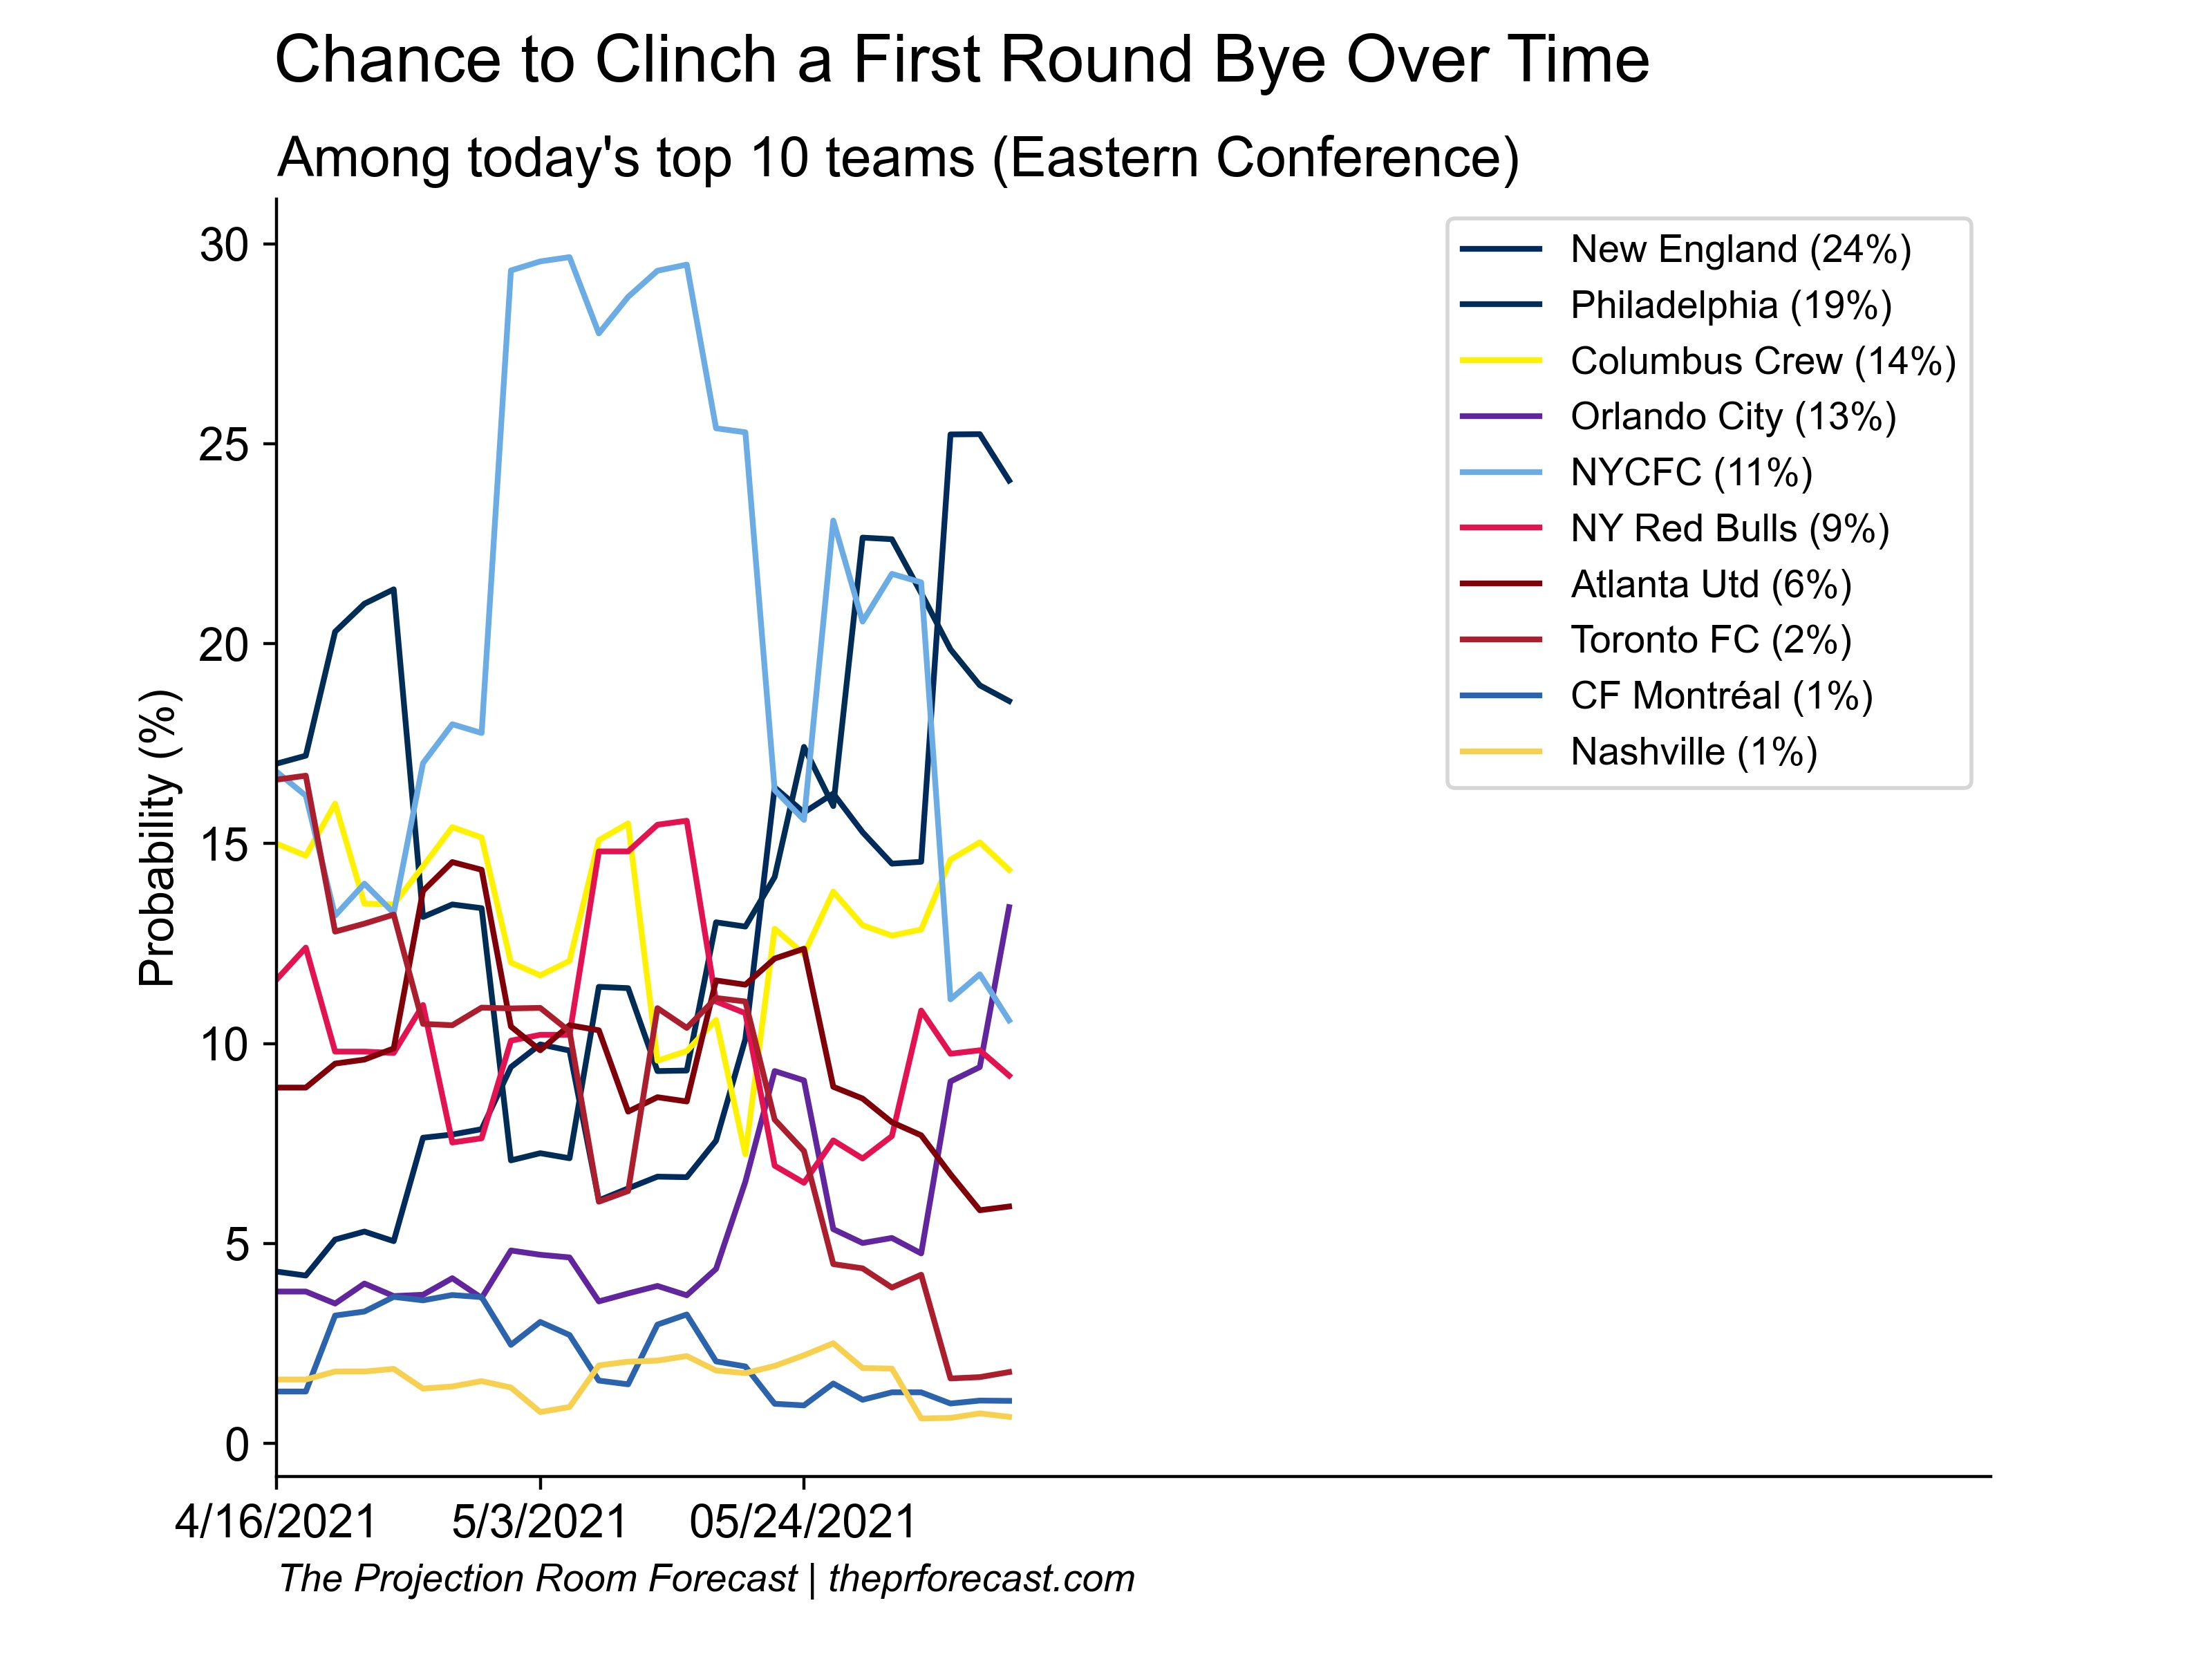 Chance to Clinch a First Round Bye Over Time
Among today's top 10 teams (Eastern Conference)
30
25
20
15
10
5
0
Probability (%)
New England (24%)
Philadelphia (19%)
Columbus Crew (14%)
Orlando City (13%)
NYCFC (11%)
NY Red Bulls (9%)
Atlanta Utd (6%)
Toronto FC (2%)
CF Montréal (1%)
Nashville (1%)
4/16/2021 5/3/2021 05/24/2021
The Projection Room Forecast | theprforecast.com